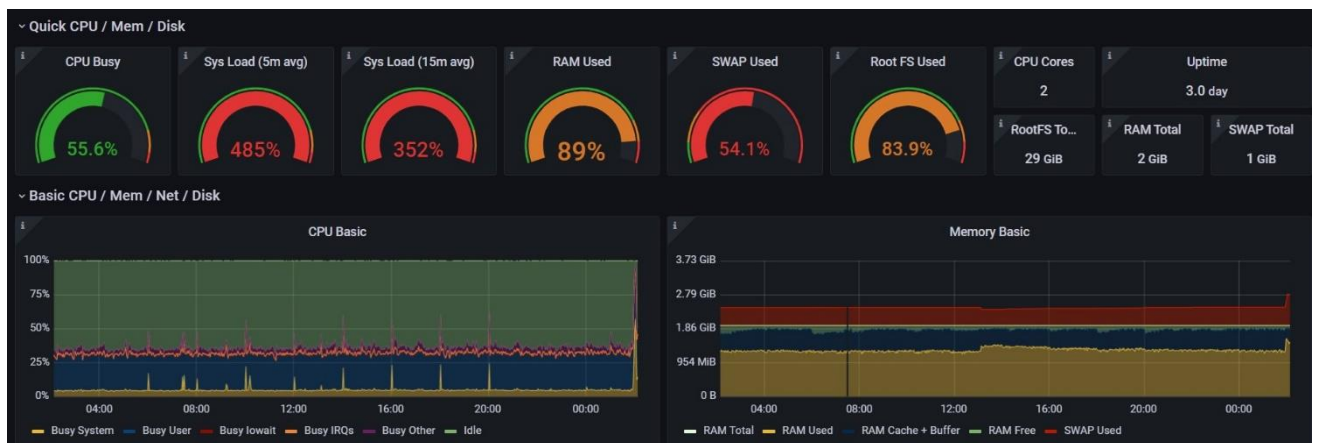 Quick CPU / Mem / Disk
CPU Busy
55.6%
Sys Load (5m avg)
485%
Sys Load (15m avg)
352%
RAM Used
89%
SWAP Used
54.1%
Root FS Used
83.9%
CPU Cores
2
Uptime
3.0 day
RootFS To...
29 GiB
RAM Total
2 GiB
SWAP Total
1 GiB
Basic CPU / Mem / Net / Disk
CPU Basic
100%
75%
50%
25%
0%
04:00 08:00 12:00 16:00 20:00 00:00
Busy System Busy User Busy Iowait Busy IRQs Busy Other Idle
Memory Basic
3.73 GiB
2.79 GiB
1.86 GiB
954 MiB
0 B
04:00 08:00 12:00 16:00 20:00 00:00
RAM Total RAM Used RAM Cache + Buffer RAM Free SWAP Used